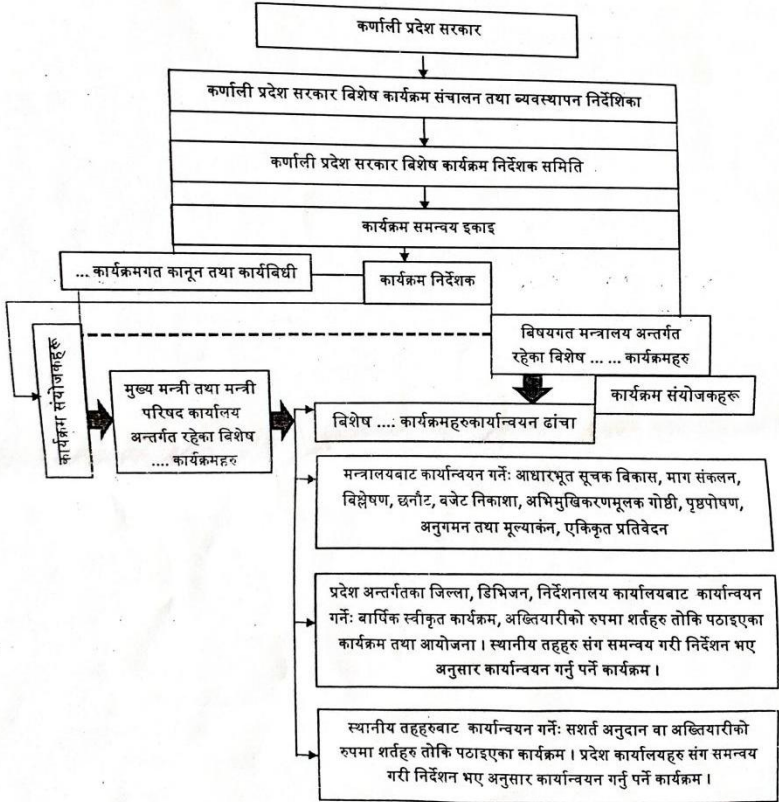 कर्णाली प्रदेश सरकार
कर्णाली प्रदेश सरकार बिशेष कार्यक्रम संचालन तथा ब्यवस्थापन निर्देशिका
कर्णाली प्रदेश सरकार बिशेष कार्यक्रम निर्देशक समिति
कार्यक्रम समन्वय इकाइ
... कार्यक्रमगत कानून तथा कार्यबिधी
कार्यक्रम निर्देशक
कार्यक्रम संयोजकहरू
बिषयगत मन्त्रालय अन्तर्गत
रहेका बिशेष ... ... कार्यक्रमहरु
कार्यक्रम संयोजकहरू
मुख्य मन्त्री तथा मन्त्री
परिषद कार्यालय
अन्तर्गत रहेका बिशेष
.... कार्यक्रमहरु
बिशेष .... कार्यक्रमहरुकार्यान्वयन ढांचा
मन्त्रालयबाट कार्यान्वयन गर्नेः आधारभूत सूचक बिकास, माग संकलन,
बिश्लेषण, छनौट, बजेट निकाशा, अभिमुखिकरणमूलक गोष्ठी, पृष्ठपोषण,
अनुगमन तथा मूल्याकंन, एकिकृत प्रतिवेदन
प्रदेश अन्तर्गतका जिल्ला, डिभिजन, निर्देशनालय कार्यालयबाट कार्यान्वयन
गर्नेः बार्षिक स्वीकृत कार्यक्रम, अख्तियारीको रुपमा शर्तहरु तोकि पठाइएका
कार्यक्रम तथा आयोजना । स्थानीय तहहरु संग समन्वय गरी निर्देशन भए
अनुसार कार्यान्वयन गर्नु पर्ने कार्यक्रम ।
स्थानीय तहहरुबाट कार्यान्वयन गर्नेः सशर्त अनुदान वा अख्तियारीको
रुपमा शर्तहरु तोकि पठाइएका कार्यक्रम । प्रदेश कार्यालयहरु संग समन्वय
गरी निर्देशन भए अनुसार कार्यान्वयन गर्नु पर्ने कार्यक्रम ।